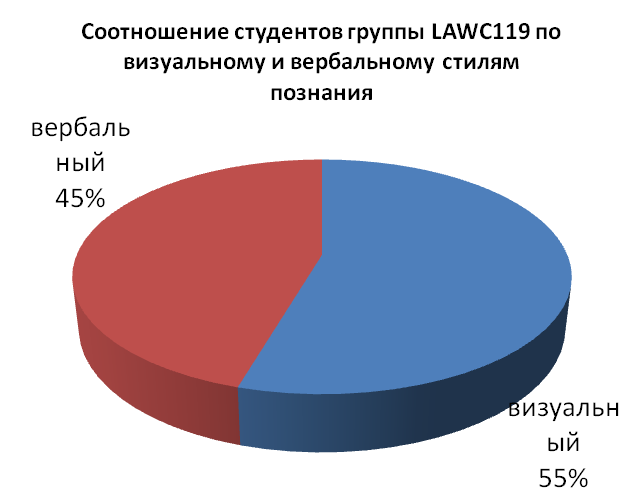 Соотношение студентов группы LAWC119 по
визуальному и вербальному стилям
познания
вербаль
ный
45%
визуальн
ый
55%